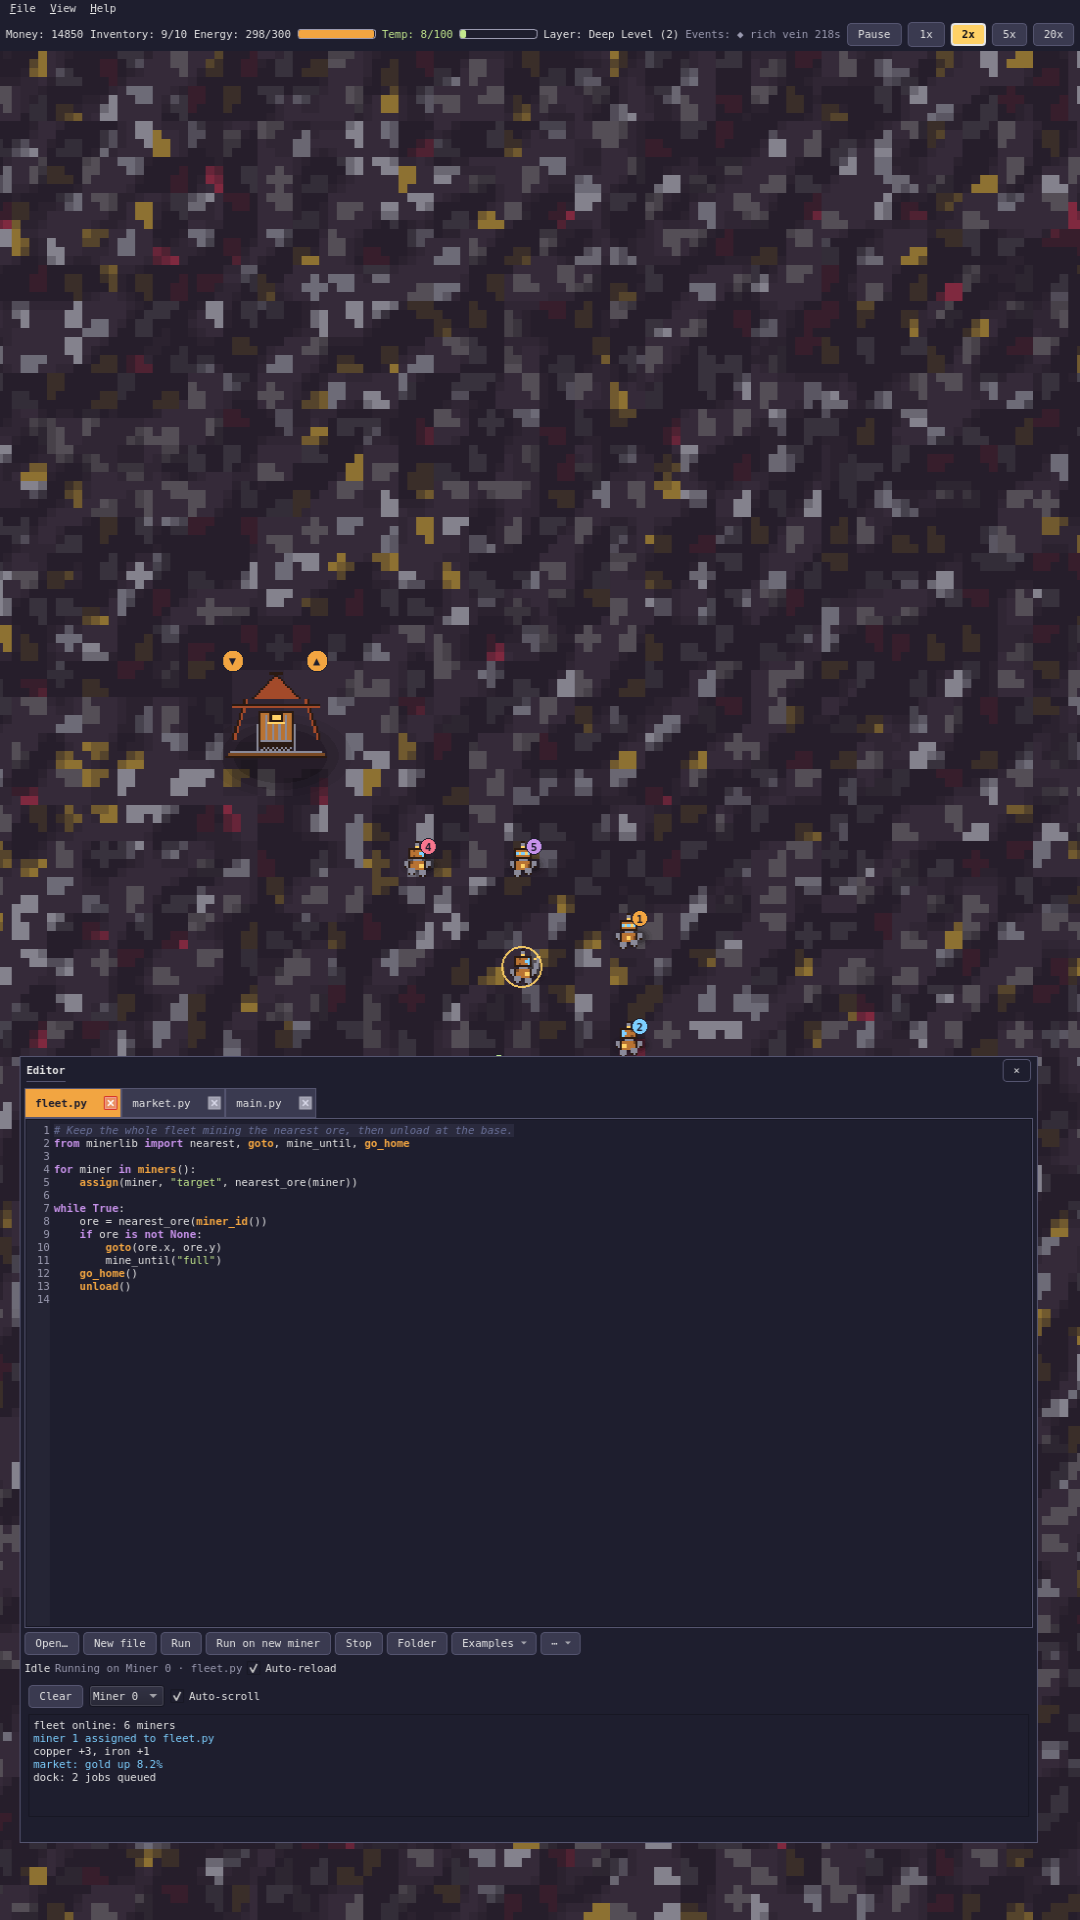 File View Help
Money: 14850 Inventory: 9/10 Energy: 298/300 Temp: 8/100 Layer: Deep Level (2) Events: ◆ rich vein 218s Pause 1x 2x 5x 20x
▼ ▲
4 5
1
2
Editor ×
fleet.py × market.py × main.py ×
1 # Keep the whole fleet mining the nearest ore, then unload at the base.
2 from minerlib import nearest, goto, mine_until, go_home
3
4 for miner in miners():
5 assign(miner, "target", nearest_ore(miner))
6
7 while True:
8 ore = nearest_ore(miner_id())
9 if ore is not None:
10 goto(ore.x, ore.y)
11 mine_until("full")
12 go_home()
13 unload()
14
Open… New file Run Run on new miner Stop Folder Examples ⋯
Idle Running on Miner 0 · fleet.py ✓ Auto-reload
Clear Miner 0 ✓ Auto-scroll
fleet online: 6 miners
miner 1 assigned to fleet.py
copper +3, iron +1
market: gold up 8.2%
dock: 2 jobs queued